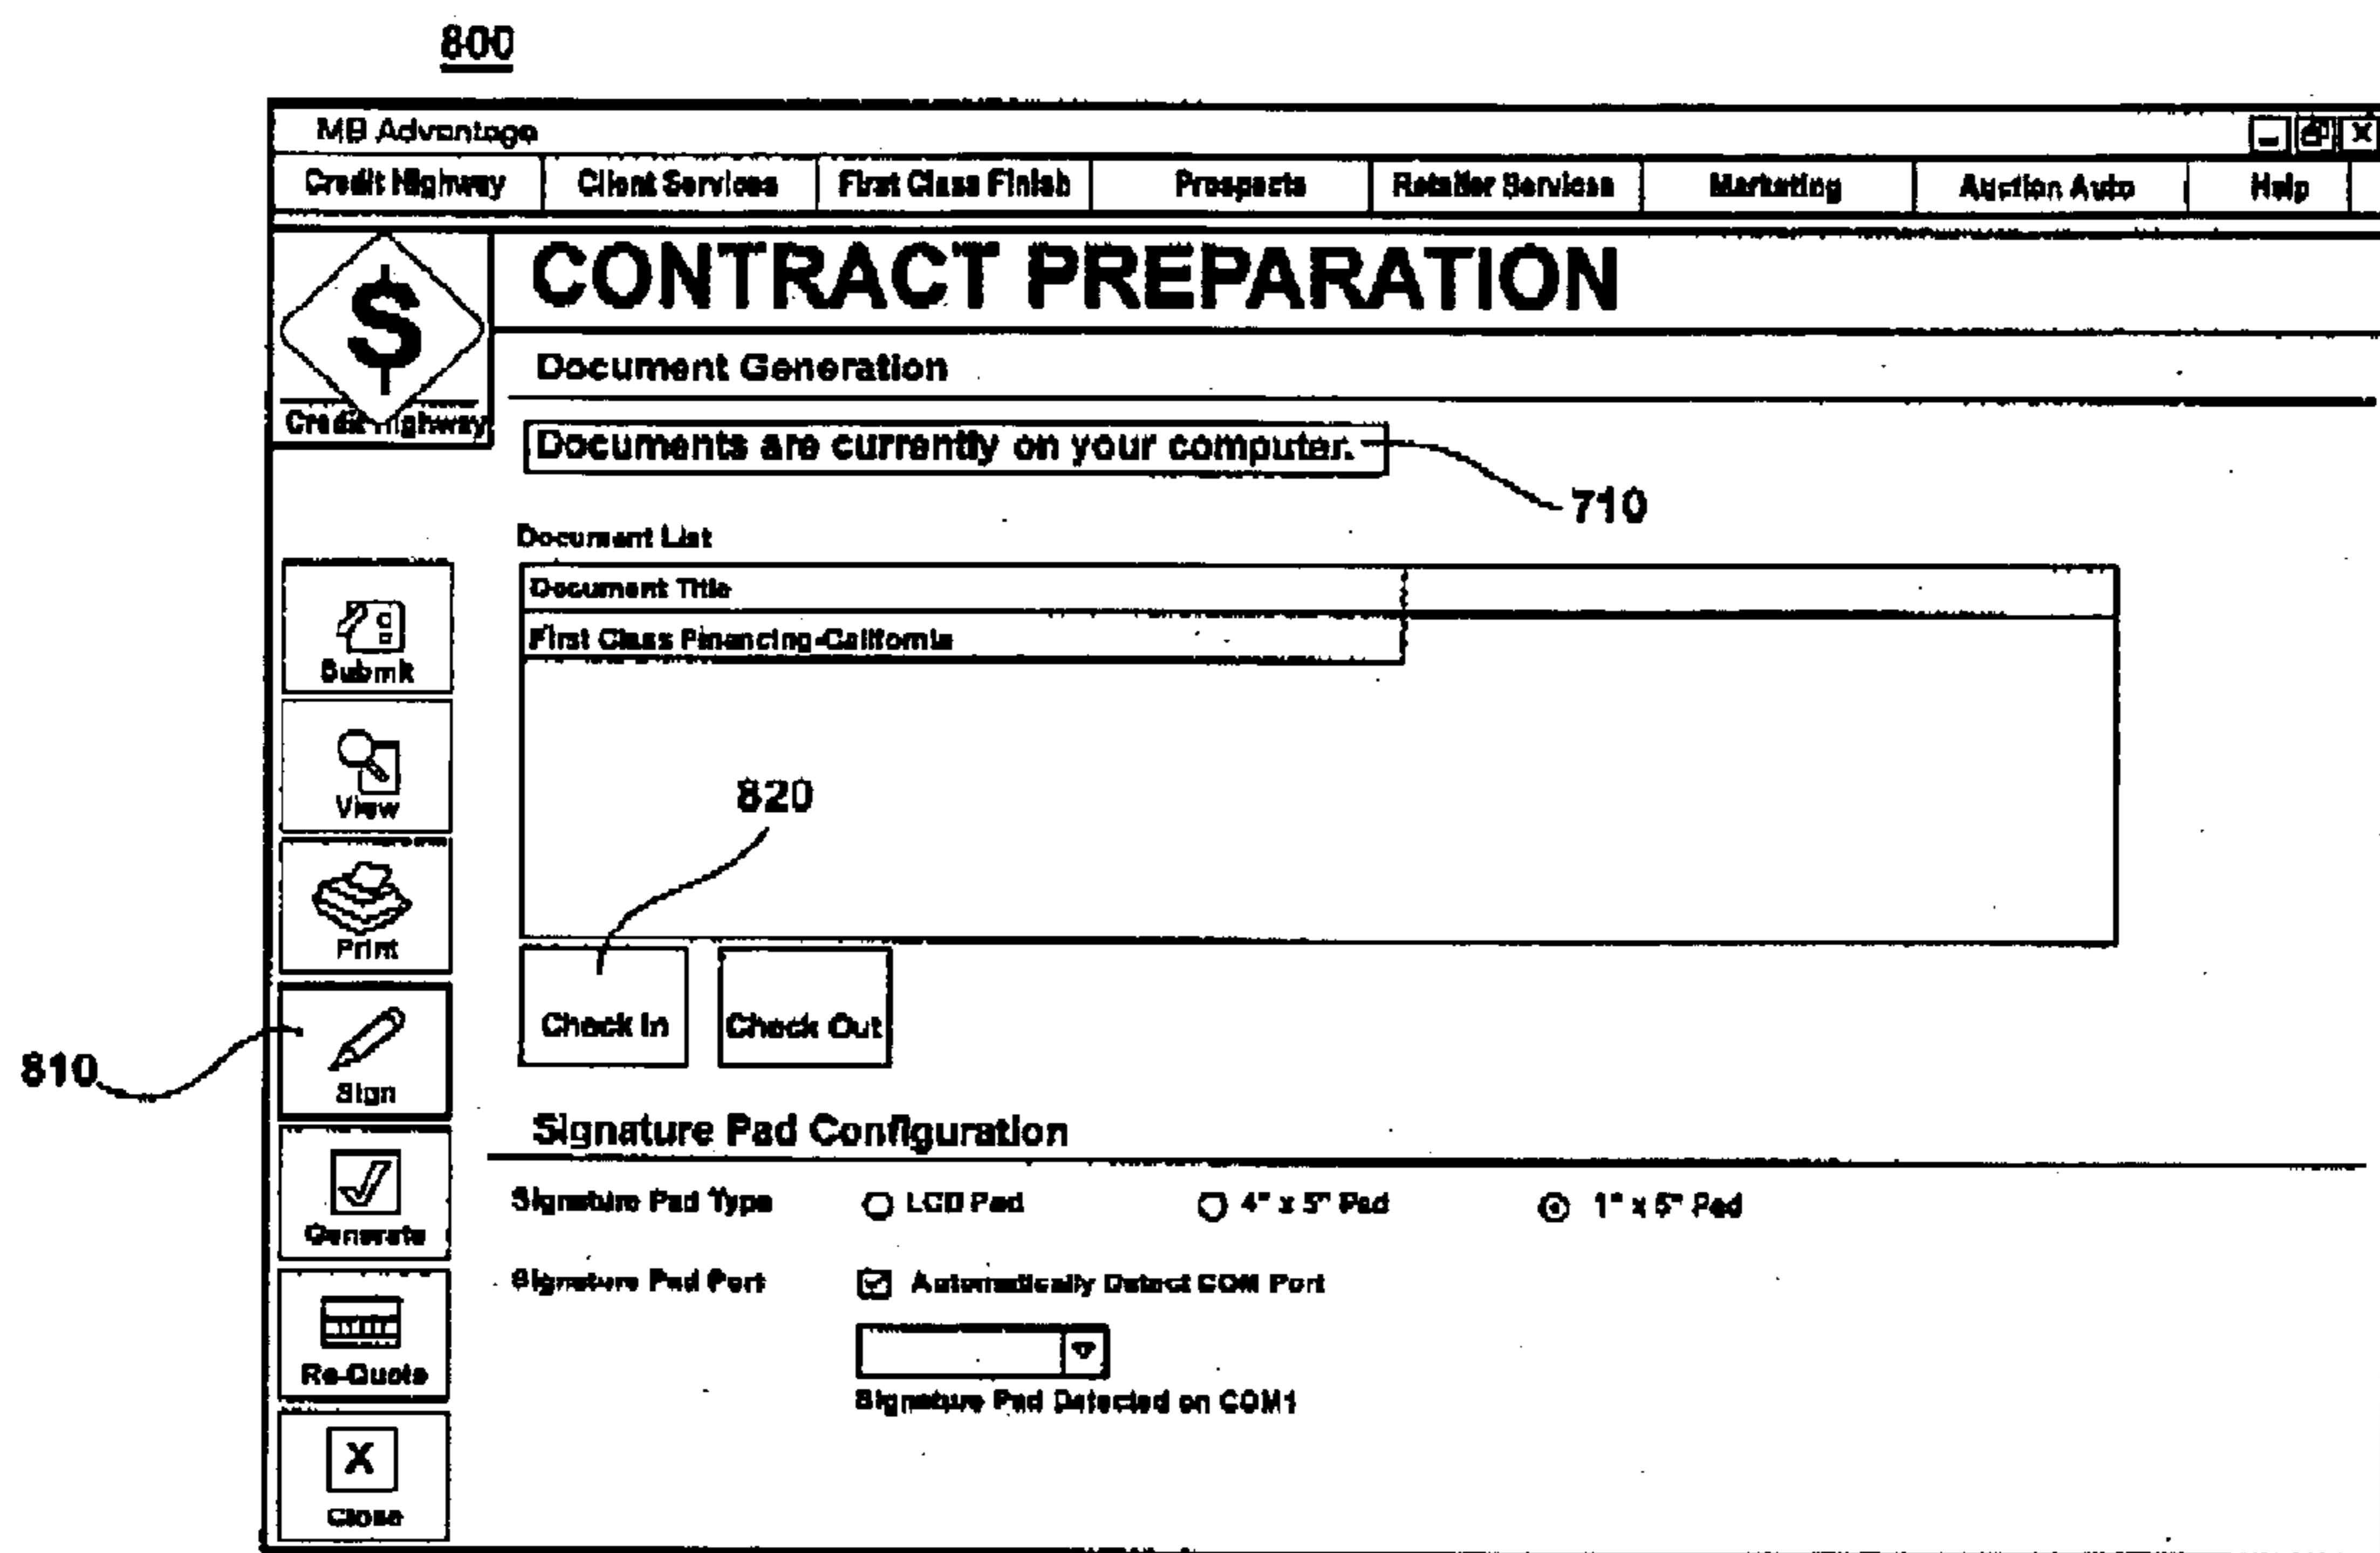 800
MB Advantage
Credit Highway Client Services First Class Finish Prospects Retailer Services Marketing Auction Auto Help
$
Credit Highway
CONTRACT PREPARATION
Document Generation
Documents are currently on your computer.
710
Document List
Document Title
First Class Financing-California
Submit
View
Print
Sign
Generate
Re-Quote
X
Close
820
Check In Check Out
810
Signature Pad Configuration
Signature Pad Type LCD Pad 4" x 5" Pad 1" x 5" Pad
Signature Pad Port Automatically Detect COM Port
Signature Pad Detected on COM1